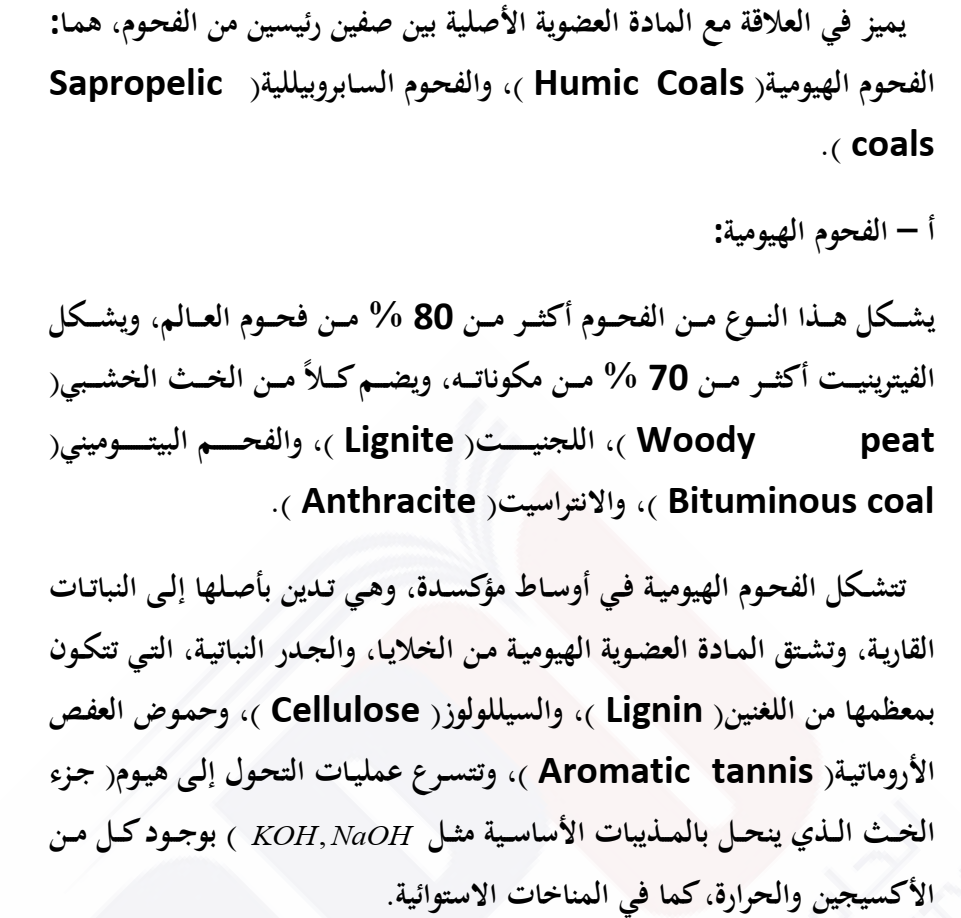 يميز في العلاقة مع المادة العضوية الأصلية بين صفين رئيسين من الفحوم، هما:
الفحوم الهيومية( Humic Coals )، والفحوم السابروبيللية( Sapropelic
coals ).
أ – الفحوم الهيومية:
يشكل هذا النوع من الفحوم أكثر من 80 % من فحوم العالم، ويشكل
الفيترينيت أكثر من 70 % من مكوناته، ويضم كلاً من الخث الخشبي(
Woody peat )، اللجنيت( Lignite )، والفحم البيتوميني(
Bituminous coal )، والانتراسيت( Anthracite ).
تتشكل الفحوم الهيومية في أوساط مؤكسدة، وهي تدين بأصلها إلى النباتات
القارية، وتشتق المادة العضوية الهيومية من الخلايا، والجدر النباتية، التي تتكون
بمعظمها من اللغنين( Lignin )، والسيللولوز( Cellulose )، وحموض العفص
الأروماتية( Aromatic tannis )، وتتسرع عمليات التحول إلى هيوم( جزء
الخث الذي ينحل بالمذيبات الأساسية مثل KOH, NaOH ) بوجود كل من
الأكسيجين والحرارة، كما في المناخات الاستوائية.